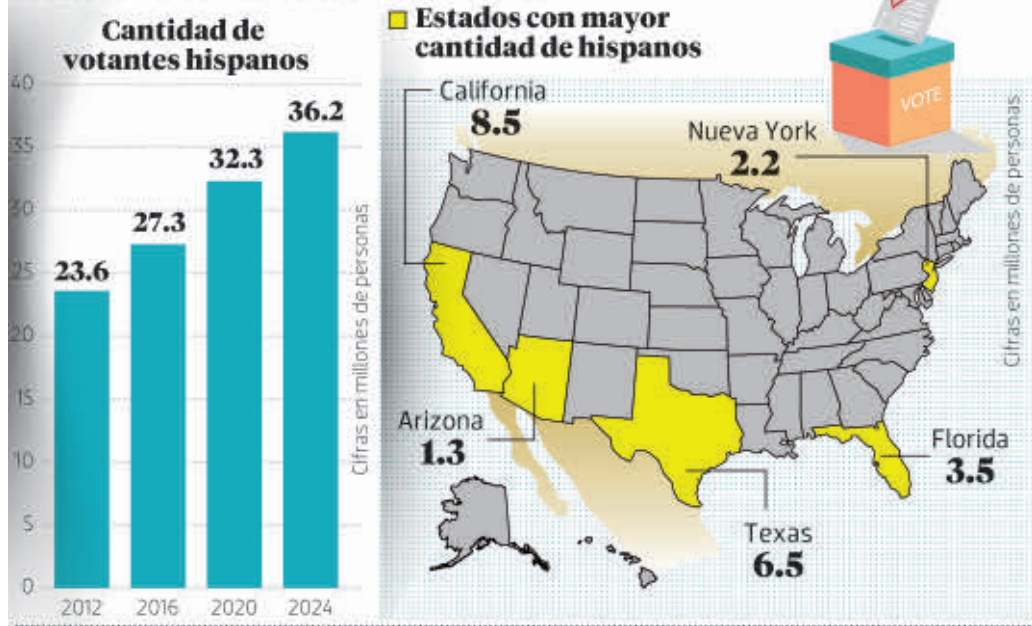 Cantidad de
votantes hispanos
40
35
30
25
20
15
10
5
0
23.6
27.3
32.3
36.2
2012
2016
2020
2024
Cifras en millones de personas
Estados con mayor
cantidad de hispanos
VOTE
California
8.5
Nueva York
2.2
Arizona
1.3
Texas
6.5
Florida
3.5
Cifras en millones de personas